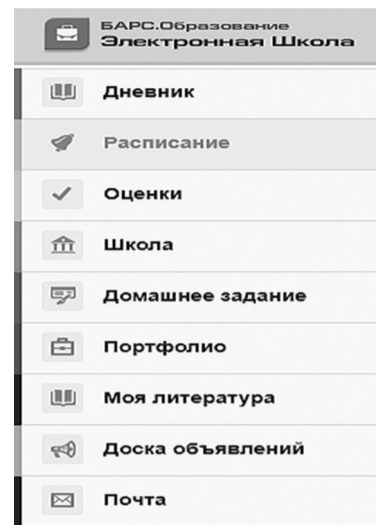 БАРС.Образование
Электронная Школа
Дневник
Расписание
Оценки
Школа
Домашнее задание
Портфолио
Моя литература
Доска объявлений
Почта